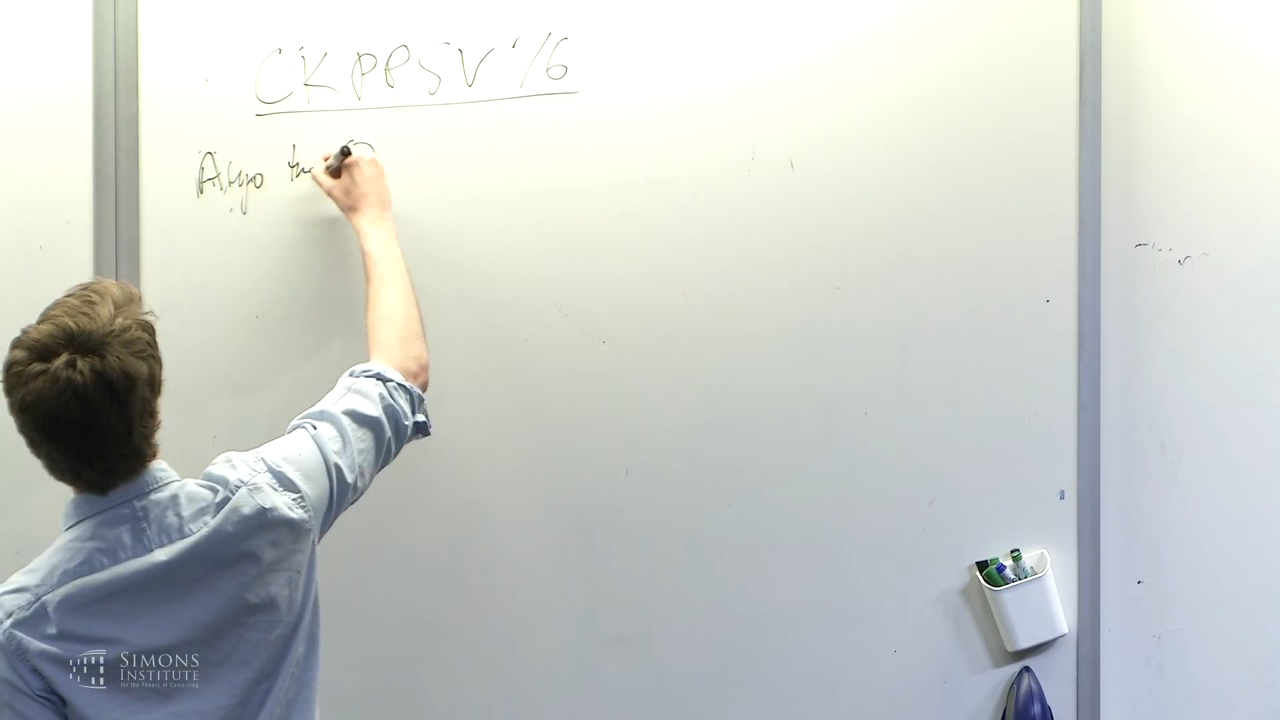 CKPPSV '16
Algo
SIMONS
INSTITUTE
for the Theory of Computing